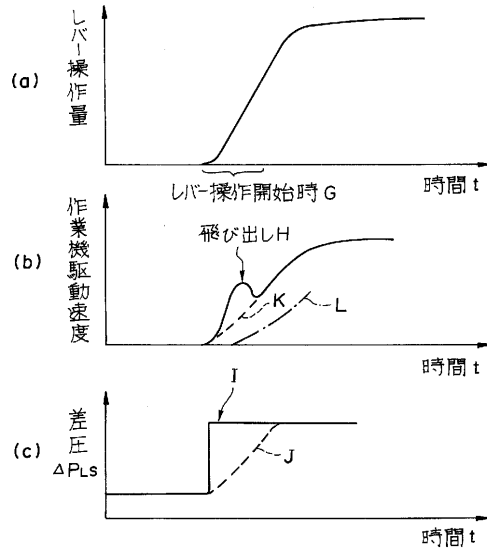 (a)
レバー操作量
時間 t
レバー操作開始時 G
(b)
作業機駆動速度
飛び出し H
K
L
時間 t
(c)
差圧
ΔPLS
I
J
時間 t